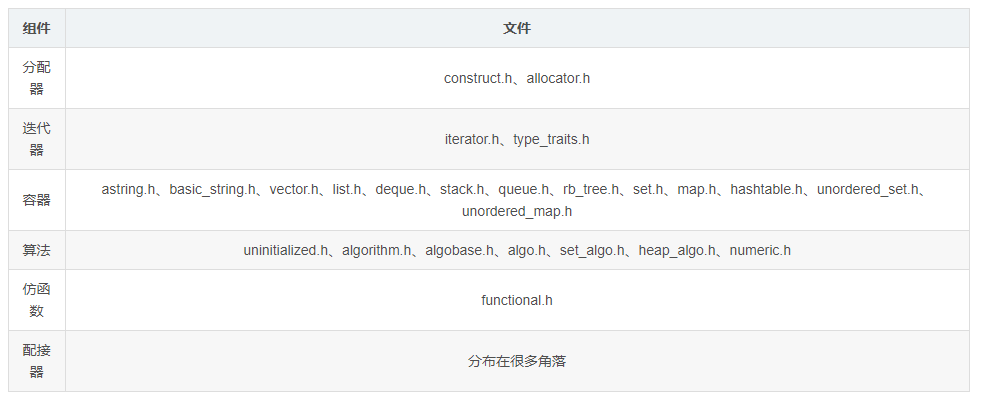 组件 文件
分配
器
construct.h、allocator.h
迭代
器
iterator.h、type_traits.h
容器
astring.h、basic_string.h、vector.h、list.h、deque.h、stack.h、queue.h、rb_tree.h、set.h、map.h、hashtable.h、unordered_set.h、
unordered_map.h
算法 uninitialized.h、algorithm.h、algobase.h、algo.h、set_algo.h、heap_algo.h、numeric.h
仿函
数
functional.h
配接
器
分布在很多角落